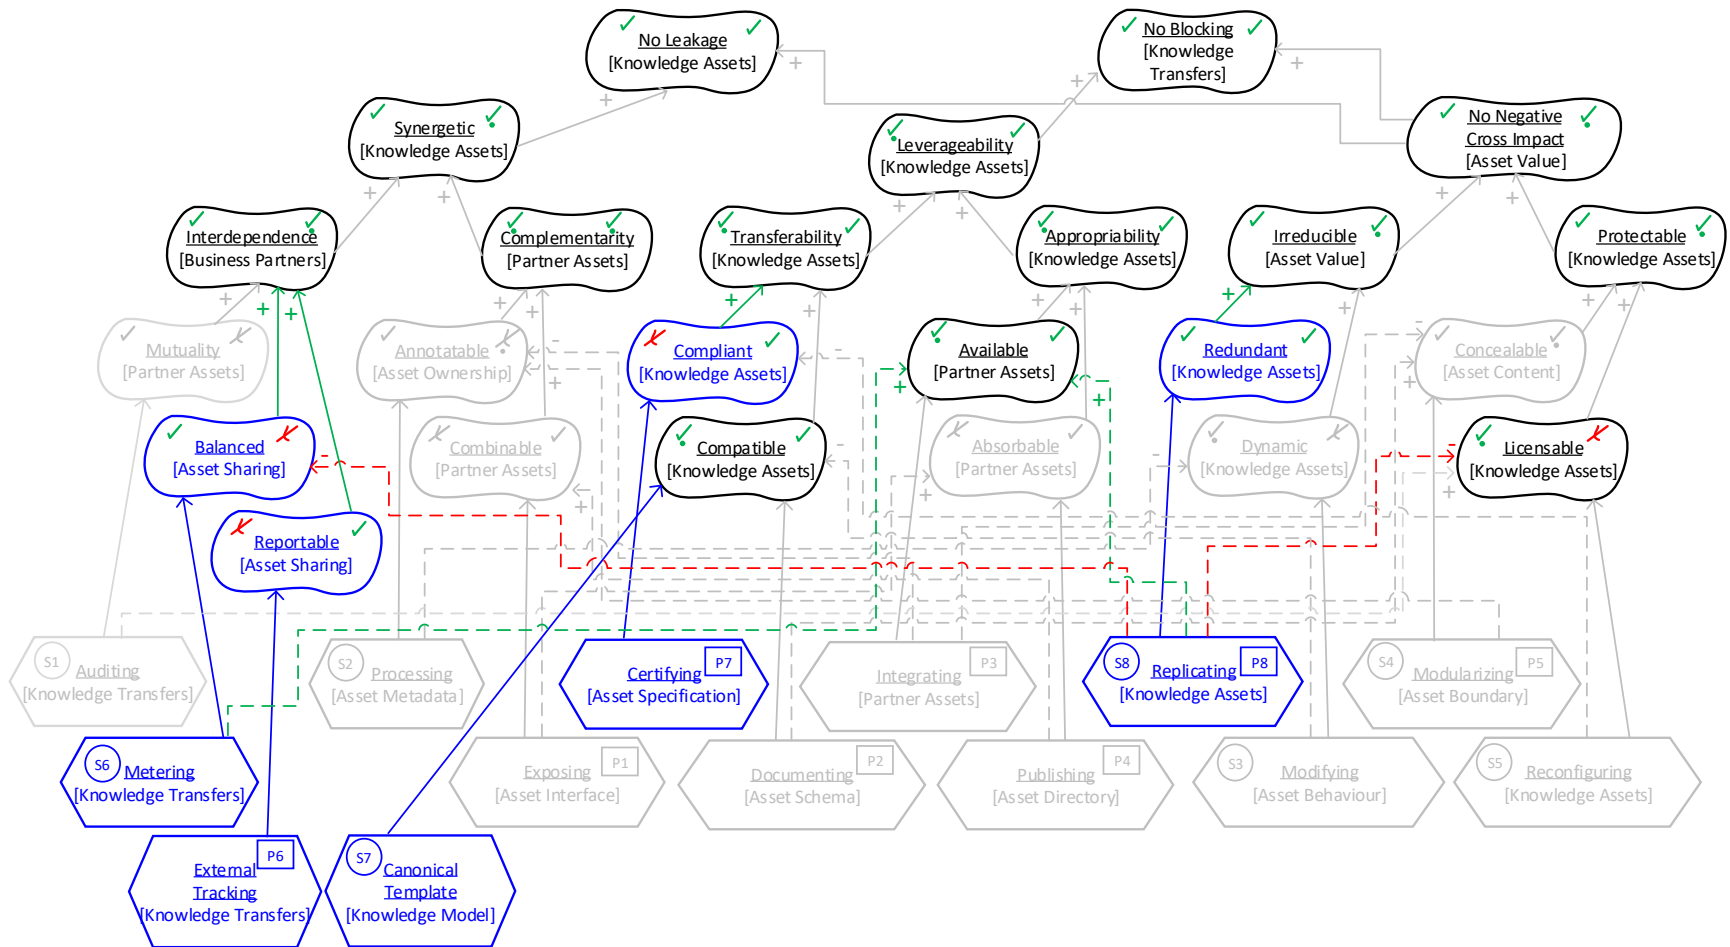 No Leakage
[Knowledge Assets]
No Blocking
[Knowledge
Transfers]
+
+
+
+
Synergetic
[Knowledge Assets]
Leverageability
[Knowledge Assets]
No Negative
Cross Impact
[Asset Value]
+
+
+
+
+
+
Interdependence
[Business Partners]
Complementarity
[Partner Assets]
Transferability
[Knowledge Assets]
Appropriability
[Knowledge Assets]
Irreducible
[Asset Value]
Protectable
[Knowledge Assets]
+
+
+
+
+
+
+
+
+
+
+
+
+
Mutuality
[Partner Assets]
Annotatable
[Asset Ownership]
-
+
Compliant
[Knowledge Assets]
-
Available
[Partner Assets]
+
+
Redundant
[Knowledge Assets]
Concealable
[Asset Content]
-
+
Balanced
[Asset Sharing]
-
Combinable
[Partner Assets]
+
Compatible
[Knowledge Assets]
-
Absorbable
[Partner Assets]
+
Dynamic
[Knowledge Assets]
-
Licensable
[Knowledge Assets]
-
+
Reportable
[Asset Sharing]
S1
Auditing
[Knowledge Transfers]
S2
Processing
[Asset Metadata]
P7
Certifying
[Asset Specification]
P3
Integrating
[Partner Assets]
S8
P8
Replicating
[Knowledge Assets]
S4
P5
Modularizing
[Asset Boundary]
S6
Metering
[Knowledge Transfers]
P1
Exposing
[Asset Interface]
P2
Documenting
[Asset Schema]
P4
Publishing
[Asset Directory]
S3
Modifying
[Asset Behaviour]
S5
Reconfiguring
[Knowledge Assets]
P6
External
Tracking
[Knowledge Transfers]
S7
Canonical
Template
[Knowledge Model]